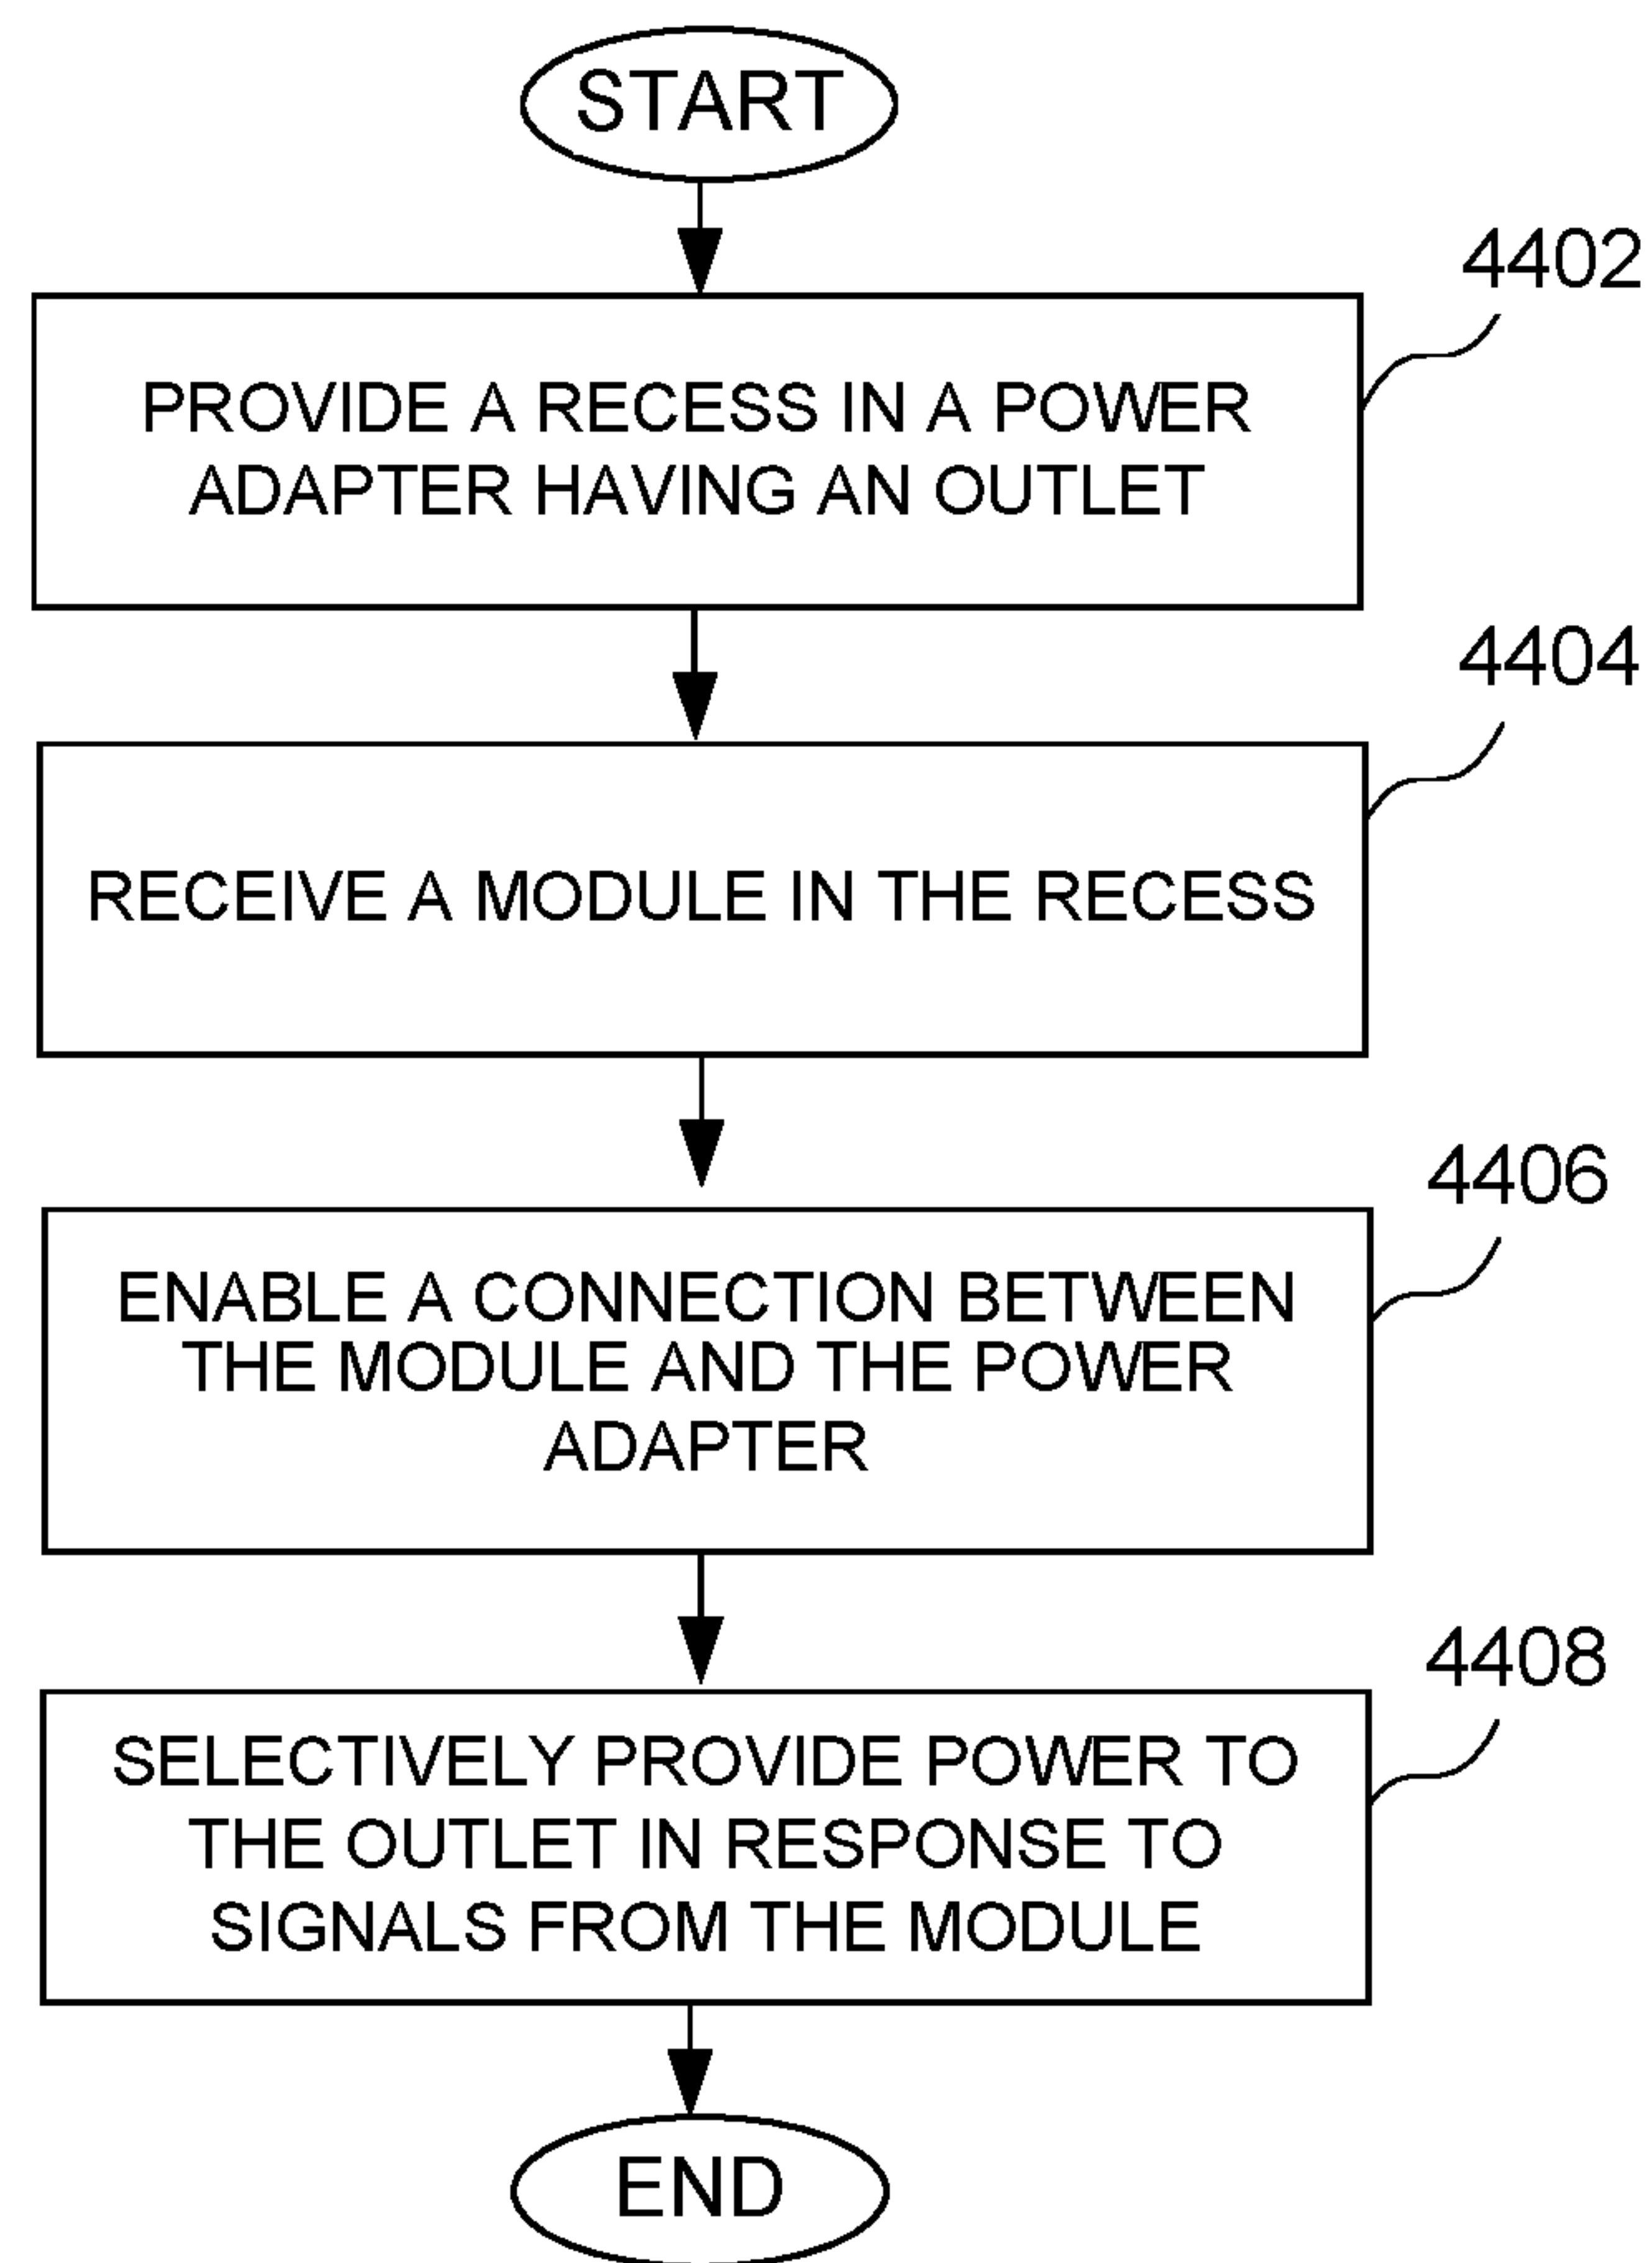 START
4402
PROVIDE A RECESS IN A POWER
ADAPTER HAVING AN OUTLET
4404
RECEIVE A MODULE IN THE RECESS
4406
ENABLE A CONNECTION BETWEEN
THE MODULE AND THE POWER
ADAPTER
4408
SELECTIVELY PROVIDE POWER TO
THE OUTLET IN RESPONSE TO
SIGNALS FROM THE MODULE
END